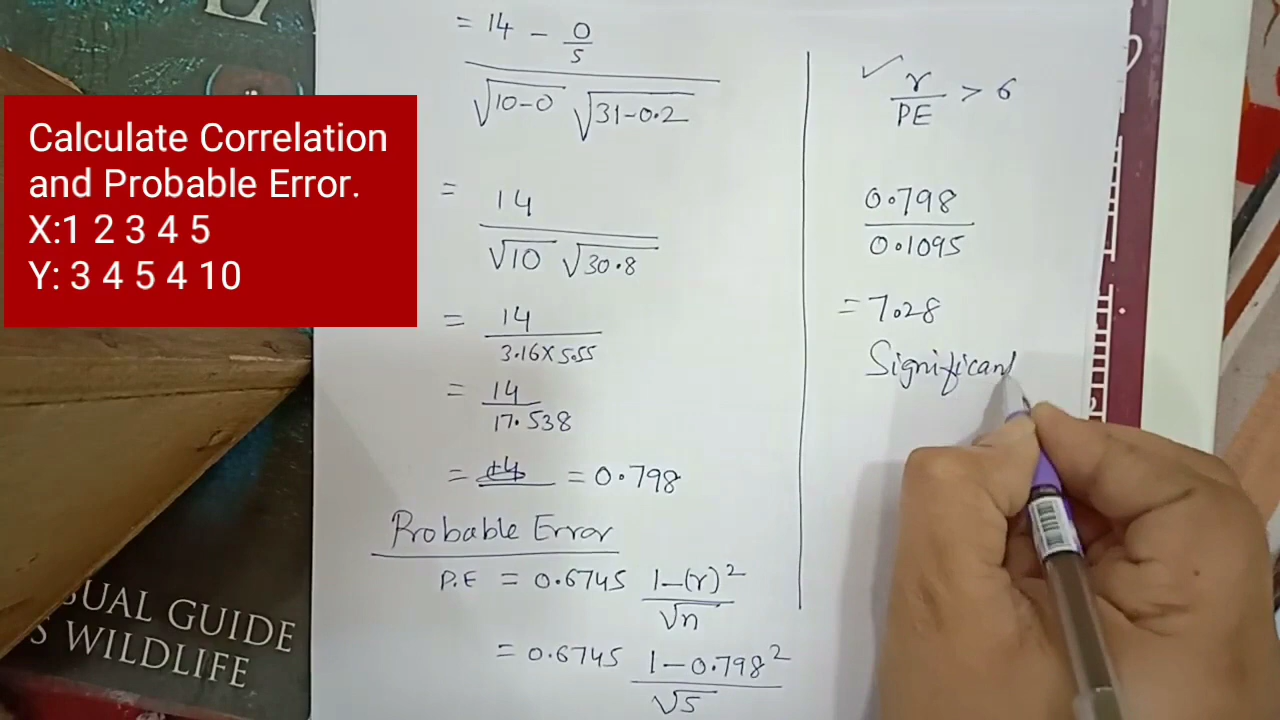 Calculate Correlation
and Probable Error.
X:1 2 3 4 5
Y: 3 4 5 4 10
= 14 - 0/5
√10-0 √31-0.2
= 14
√10 √30.8
= 14
3.16×5.55
= 14
17.538
= 14 = 0.798
Probable Error
P.E = 0.6745 1-(r)²
√n
= 0.6745 1-0.798²
√5
✓ r/PE > 6
0.798
0.1095
= 7.28
Significant
SUAL GUIDE
S WILDLIFE